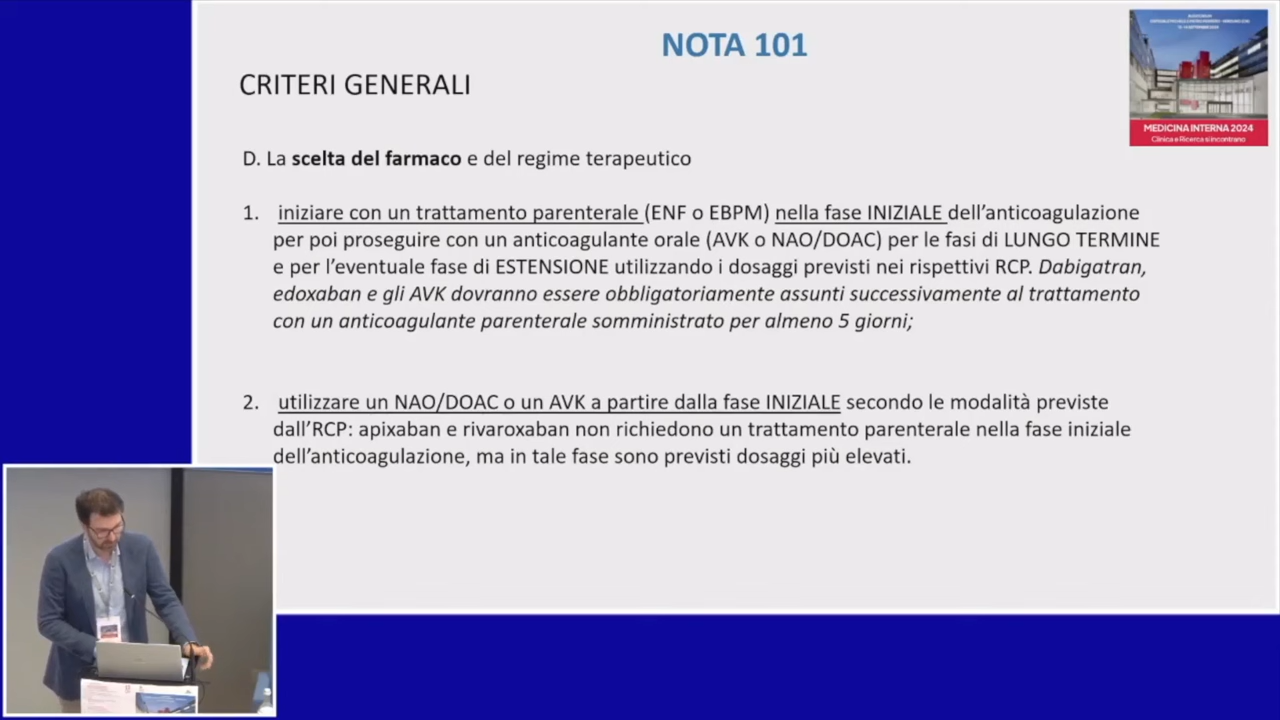 NOTA 101
CRITERI GENERALI
D. La scelta del farmaco e del regime terapeutico
1. iniziare con un trattamento parenterale (ENF o EBPM) nella fase INIZIALE dell’anticoagulazione
per poi proseguire con un anticoagulante orale (AVK o NAO/DOAC) per le fasi di LUNGO TERMINE
e per l’eventuale fase di ESTENSIONE utilizzando i dosaggi previsti nei rispettivi RCP. Dabigatran,
edoxaban e gli AVK dovranno essere obbligatoriamente assunti successivamente al trattamento
con un anticoagulante parenterale somministrato per almeno 5 giorni;
2. utilizzare un NAO/DOAC o un AVK a partire dalla fase INIZIALE secondo le modalità previste
dall’RCP: apixaban e rivaroxaban non richiedono un trattamento parenterale nella fase iniziale
dell’anticoagulazione, ma in tale fase sono previsti dosaggi più elevati.
MEDICINA INTERNA 2024
Clinica e Ricerca si incontrano